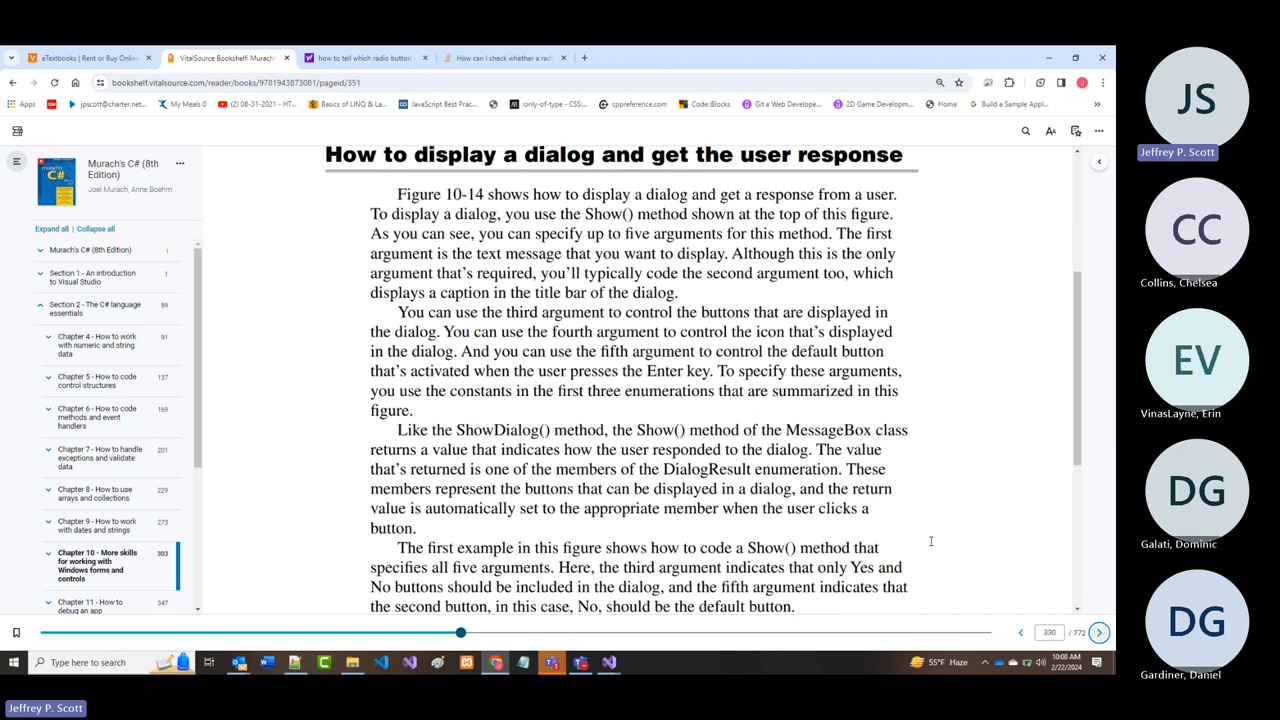 eTextbooks | Rent or Buy Online
VitalSource Bookshelf: Murach
how to tell which radio button
How can I check whether a rad
bookshelf.vitalsource.com/reader/books/9781943873081/pageid/351
Apps
jpscott@charter.net...
My Meals 0
(2) 08-31-2021 - HT...
Basics of LINQ & La...
JavaScript Best Prac...
:only-of-type - CSS...
cppreference.com
Code::Blocks
Git a Web Develope...
2D Game Developm...
Home
Build a Sample Appl...
Murach's C# (8th
Edition)
Joel Murach, Anne Boehm
Expand all | Collapse all
Murach's C# (8th Edition) i
Section 1 - An introduction 1
to Visual Studio
Section 2 - The C# language 89
essentials
Chapter 4 - How to work 91
with numeric and string
data
Chapter 5 - How to code 137
control structures
Chapter 6 - How to code 169
methods and event
handlers
Chapter 7 - How to handle 201
exceptions and validate
data
Chapter 8 - How to use 229
arrays and collections
Chapter 9 - How to work 273
with dates and strings
Chapter 10 - More skills 303
for working with
Windows forms and
controls
Chapter 11 - How to 347
debug an app
How to display a dialog and get the user response
Figure 10-14 shows how to display a dialog and get a response from a user.
To display a dialog, you use the Show() method shown at the top of this figure.
As you can see, you can specify up to five arguments for this method. The first
argument is the text message that you want to display. Although this is the only
argument that's required, you'll typically code the second argument too, which
displays a caption in the title bar of the dialog.
You can use the third argument to control the buttons that are displayed in
the dialog. You can use the fourth argument to control the icon that's displayed
in the dialog. And you can use the fifth argument to control the default button
that's activated when the user presses the Enter key. To specify these arguments,
you use the constants in the first three enumerations that are summarized in this
figure.
Like the ShowDialog() method, the Show() method of the MessageBox class
returns a value that indicates how the user responded to the dialog. The value
that's returned is one of the members of the DialogResult enumeration. These
members represent the buttons that can be displayed in a dialog, and the return
value is automatically set to the appropriate member when the user clicks a
button.
The first example in this figure shows how to code a Show() method that
specifies all five arguments. Here, the third argument indicates that only Yes and
No buttons should be included in the dialog, and the fifth argument indicates that
the second button, in this case, No, should be the default button.
330 / 772
Type here to search
55°F Haze
10:08 AM
2/22/2024
JS
Jeffrey P. Scott
CC
Collins, Chelsea
EV
VinasLayne, Erin
DG
Galati, Dominic
DG
Gardiner, Daniel
Jeffrey P. Scott